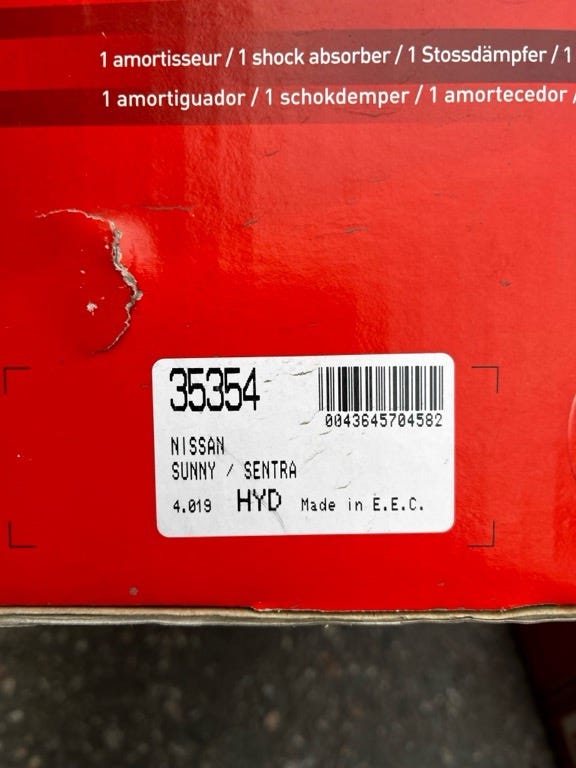 1 amortisseur / 1 shock absorber / 1 Stossdämpfer / 1
1 amortiguador / 1 schokdemper / 1 amortecedor /
35354
0043645704582
NISSAN
SUNNY / SENTRA
4.019 HYD Made in E.E.C.